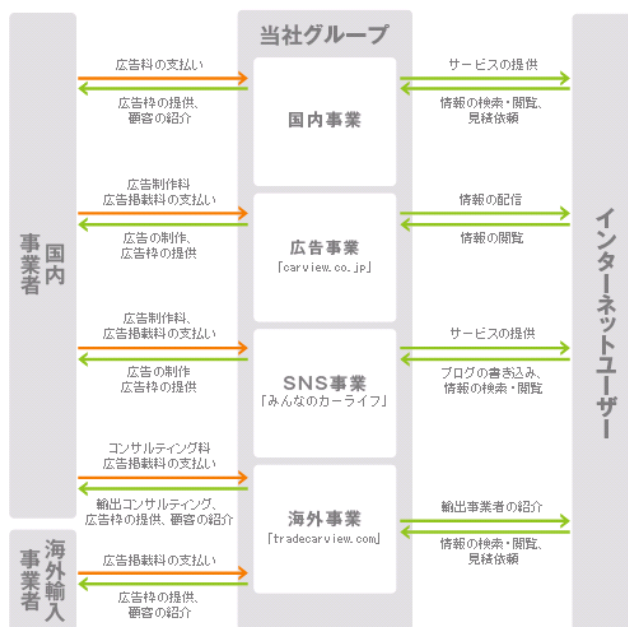 当社グループ
広告料の支払い
広告枠の提供、
顧客の紹介
国内事業
サービスの提供
情報の検索・閲覧、
見積依頼
広告制作料
広告掲載料の支払い
広告の制作、
広告枠の提供
広告事業
「carview.co.jp」
情報の配信
情報の閲覧
国内
事業者
インターネットユーザー
広告制作料、
広告掲載料の支払い
広告の制作
広告枠の提供
SNS事業
「みんなのカーライフ」
サービスの提供
ブログの書き込み、
情報の検索・閲覧
コンサルティング料
広告掲載料の支払い
輸出コンサルティング、
広告枠の提供、顧客の紹介
海外事業
「tradecarview.com」
輸出事業者の紹介
情報の検索・閲覧、
見積依頼
海外輸入
事業者
広告掲載料の支払い
広告枠の提供、
顧客の紹介